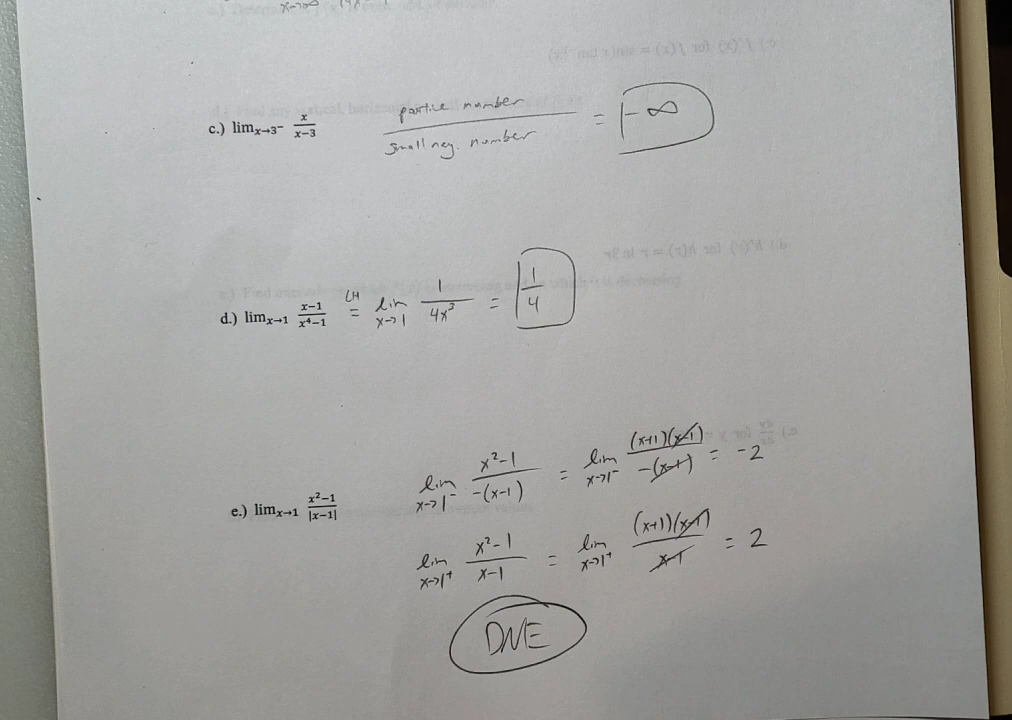 x→∞
c.) lim x→3⁻ x/(x−3) positive number / small neg. number = -∞
d.) lim x→1 (x−1)/(x⁴−1) LH = lim x→1 1/(4x³) = 1/4
e.) lim x→1 (x²−1)/|x−1| lim x→1⁻ (x²-1)/(-(x-1)) = lim x→1⁻ (x+1)(x-1)/(-(x-1)) = -2
lim x→1⁺ (x²-1)/(x-1) = lim x→1⁺ (x+1)(x-1)/(x-1) = 2
DNE